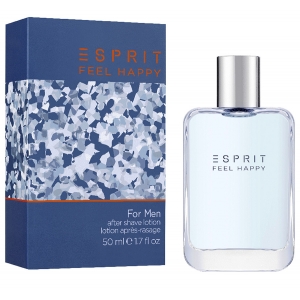 ESPRIT
FEEL HAPPY
For Men
after shave lotion
lotion après-rasage
50 ml e 1.7 fl oz
ESPRIT
FEEL HAPPY